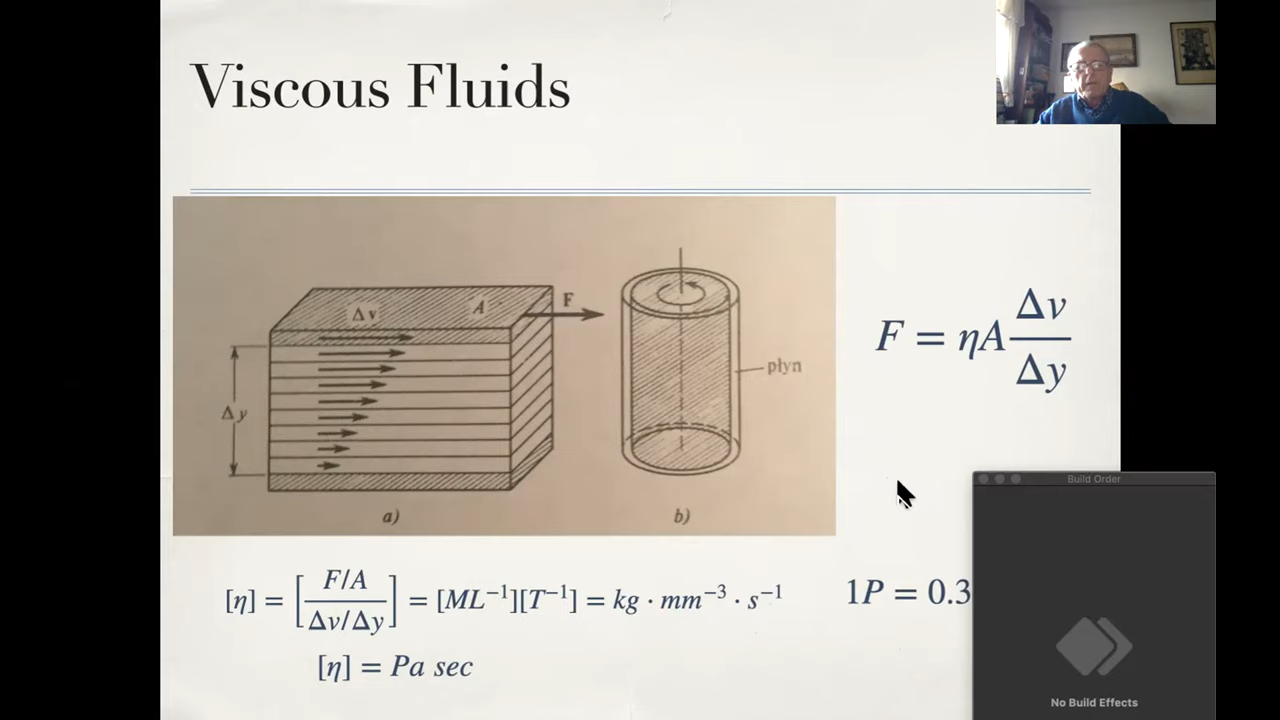 Viscous Fluids
Δv
A
F
Δy
płyn
a)
b)
F = ηA Δv/Δy
[η] = [F/A / Δv/Δy] = [ML⁻¹][T⁻¹] = kg · mm⁻³ · s⁻¹
1P = 0.3
[η] = Pa sec
Build Order
No Build Effects